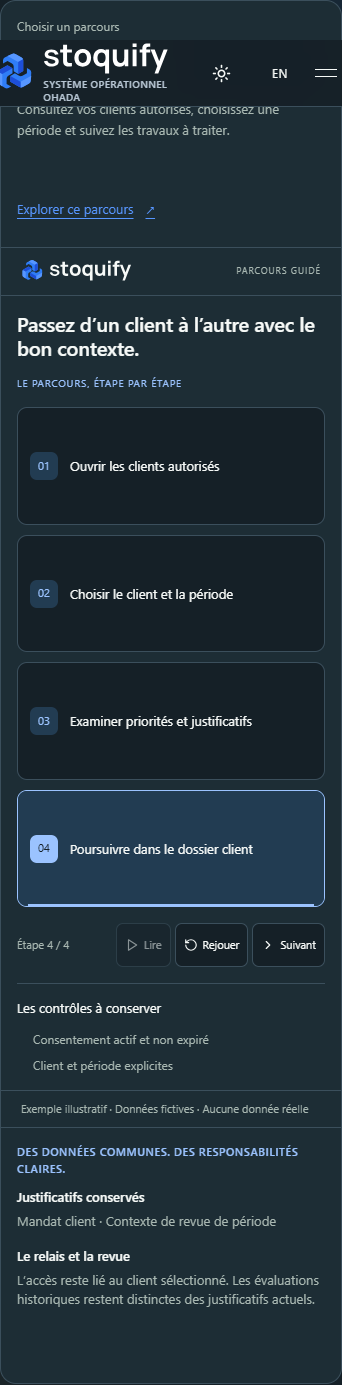 Choisir un parcours
stoquify
SYSTÈME OPÉRATIONNEL
OHADA
EN
Consultez vos clients autorisés, choisissez une
période et suivez les travaux à traiter.
Explorer ce parcours ↗
stoquify
PARCOURS GUIDÉ
Passez d’un client à l’autre avec le
bon contexte.
LE PARCOURS, ÉTAPE PAR ÉTAPE
01 Ouvrir les clients autorisés
02 Choisir le client et la période
03 Examiner priorités et justificatifs
04 Poursuivre dans le dossier client
Étape 4 / 4
Lire
Rejouer
Suivant
Les contrôles à conserver
Consentement actif et non expiré
Client et période explicites
Exemple illustratif · Données fictives · Aucune donnée réelle
DES DONNÉES COMMUNES. DES RESPONSABILITÉS
CLAIRES.
Justificatifs conservés
Mandat client · Contexte de revue de période
Le relais et la revue
L’accès reste lié au client sélectionné. Les évaluations
historiques restent distinctes des justificatifs actuels.